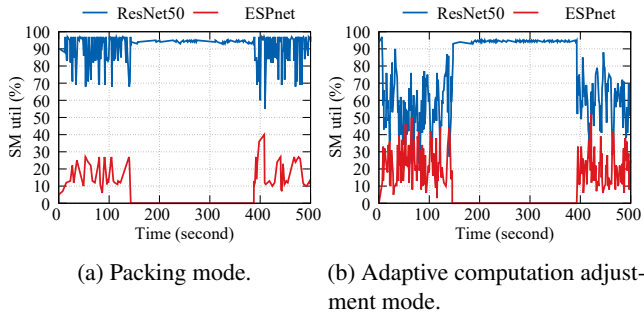 ResNet50 ESPnet
100
90
80
70
60
50
40
30
20
10
0
SM util (%)
0 100 200 300 400 500
Time (second)
(a) Packing mode.
ResNet50 ESPnet
100
90
80
70
60
50
40
30
20
10
0
SM util (%)
0 100 200 300 400 500
Time (second)
(b) Adaptive computation adjust-
ment mode.